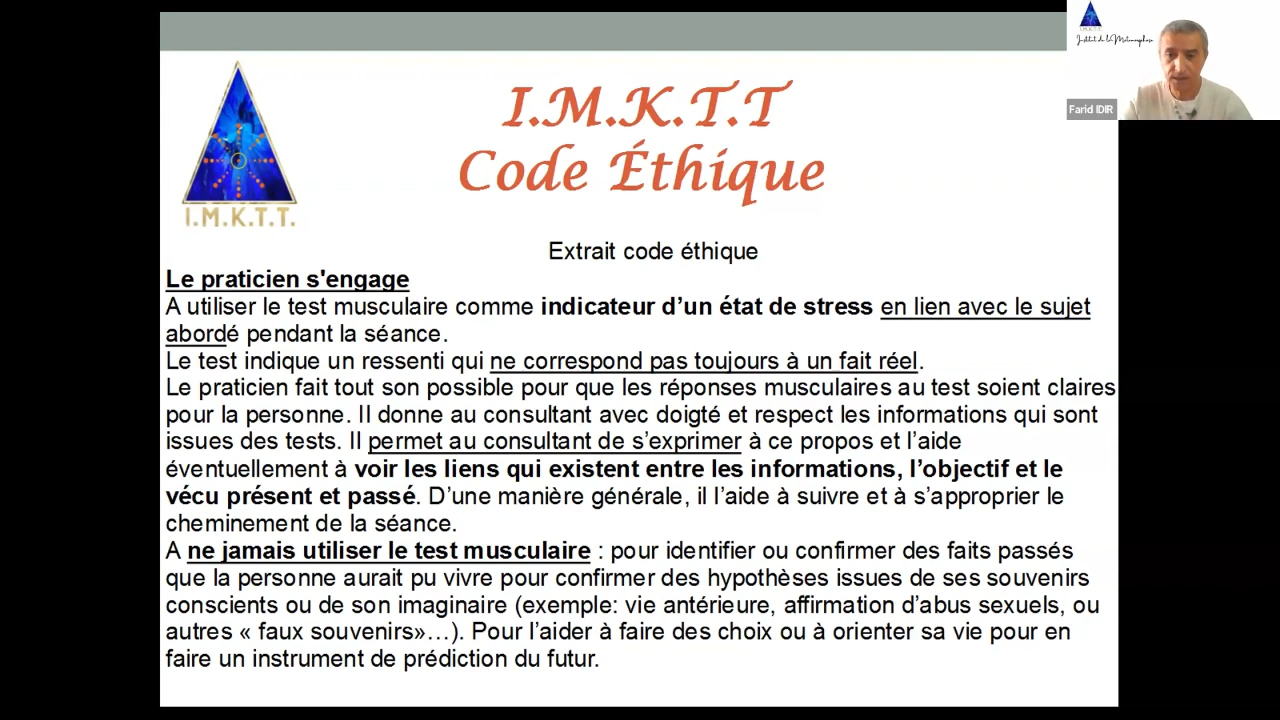 I.M.K.T.T
Code Éthique
I.M.K.T.T.
I.M.K.T.T.
Institut de la Métamorphose
Farid IDIR
Extrait code éthique
Le praticien s'engage
A utiliser le test musculaire comme indicateur d’un état de stress en lien avec le sujet
abordé pendant la séance.
Le test indique un ressenti qui ne correspond pas toujours à un fait réel.
Le praticien fait tout son possible pour que les réponses musculaires au test soient claires
pour la personne. Il donne au consultant avec doigté et respect les informations qui sont
issues des tests. Il permet au consultant de s’exprimer à ce propos et l’aide
éventuellement à voir les liens qui existent entre les informations, l’objectif et le
vécu présent et passé. D’une manière générale, il l’aide à suivre et à s’approprier le
cheminement de la séance.
A ne jamais utiliser le test musculaire : pour identifier ou confirmer des faits passés
que la personne aurait pu vivre pour confirmer des hypothèses issues de ses souvenirs
conscients ou de son imaginaire (exemple: vie antérieure, affirmation d’abus sexuels, ou
autres « faux souvenirs»…). Pour l’aider à faire des choix ou à orienter sa vie pour en
faire un instrument de prédiction du futur.